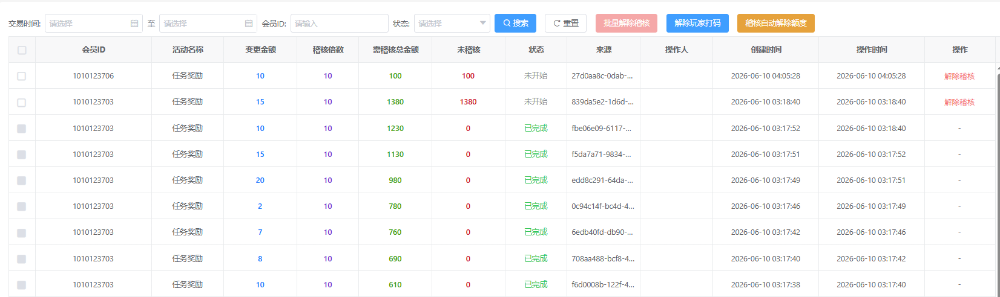 交易时间: 请选择 至 请选择 会员ID: 请输入 状态: 请选择 搜索 重置 批量解除稽核 解除玩家打码 稽核自动解除额度
会员ID 活动名称 变更金额 稽核倍数 需稽核总金额 未稽核 状态 来源 操作人 创建时间 操作时间 操作
1010123706 任务奖励 10 10 100 100 未开始 27d0aa8c-0dab-... 2026-06-10 04:05:28 2026-06-10 04:05:28 解除稽核
1010123703 任务奖励 15 10 1380 1380 未开始 839da5e2-1d6d-... 2026-06-10 03:18:40 2026-06-10 03:18:40 解除稽核
1010123703 任务奖励 10 10 1230 0 已完成 fbe06e09-6117-... 2026-06-10 03:17:52 2026-06-10 03:18:40 -
1010123703 任务奖励 15 10 1130 0 已完成 f5da7a71-9834-... 2026-06-10 03:17:51 2026-06-10 03:17:52 -
1010123703 任务奖励 20 10 980 0 已完成 edd8c291-64da-... 2026-06-10 03:17:49 2026-06-10 03:17:51 -
1010123703 任务奖励 2 10 780 0 已完成 0c94c14f-bc4d-4... 2026-06-10 03:17:46 2026-06-10 03:17:49 -
1010123703 任务奖励 7 10 760 0 已完成 6edb40fd-db90-... 2026-06-10 03:17:42 2026-06-10 03:17:46 -
1010123703 任务奖励 8 10 690 0 已完成 708aa488-bcf8-4... 2026-06-10 03:17:40 2026-06-10 03:17:42 -
1010123703 任务奖励 10 10 610 0 已完成 f6d0008b-122f-4... 2026-06-10 03:17:38 2026-06-10 03:17:40 -